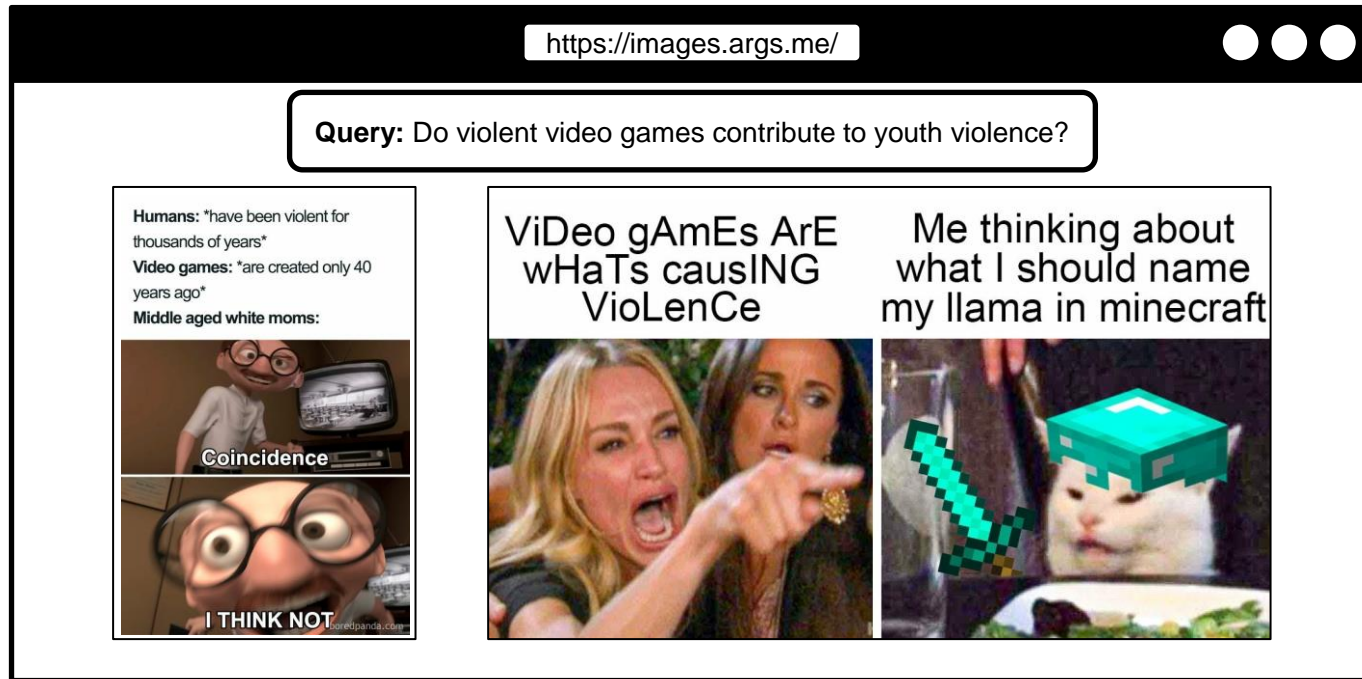 https://images.args.me/
Query: Do violent video games contribute to youth violence?
Humans: *have been violent for
thousands of years*
Video games: *are created only 40
years ago*
Middle aged white moms:
Coincidence
I THINK NOT
boredpanda.com
ViDeo gAmEs ArE
wHaTs causING
VioLenCe
Me thinking about
what I should name
my llama in minecraft